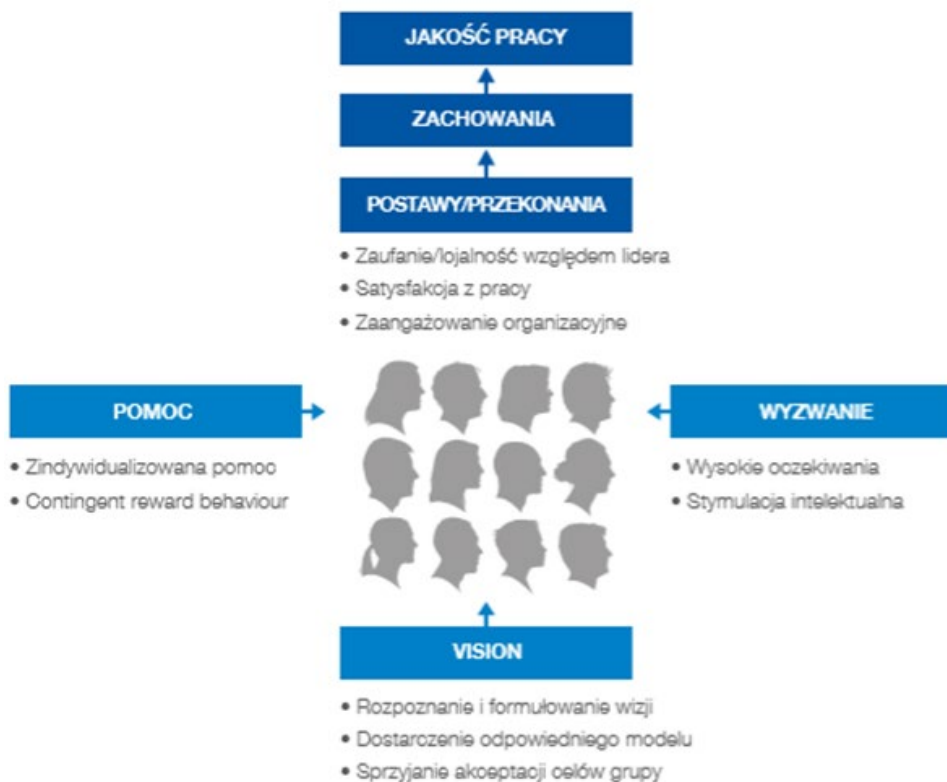 JAKOŚĆ PRACY
ZACHOWANIA
POSTAWY/PRZEKONANIA
• Zaufanie/lojalność względem lidera
• Satysfakcja z pracy
• Zaangażowanie organizacyjne
POMOC
• Zindywidualizowana pomoc
• Contingent reward behaviour
WYZWANIE
• Wysokie oczekiwania
• Stymulacja intelektualna
VISION
• Rozpoznanie i formułowanie wizji
• Dostarczenie odpowiedniego modelu
• Sprzyjanie akceptacji celów grupy